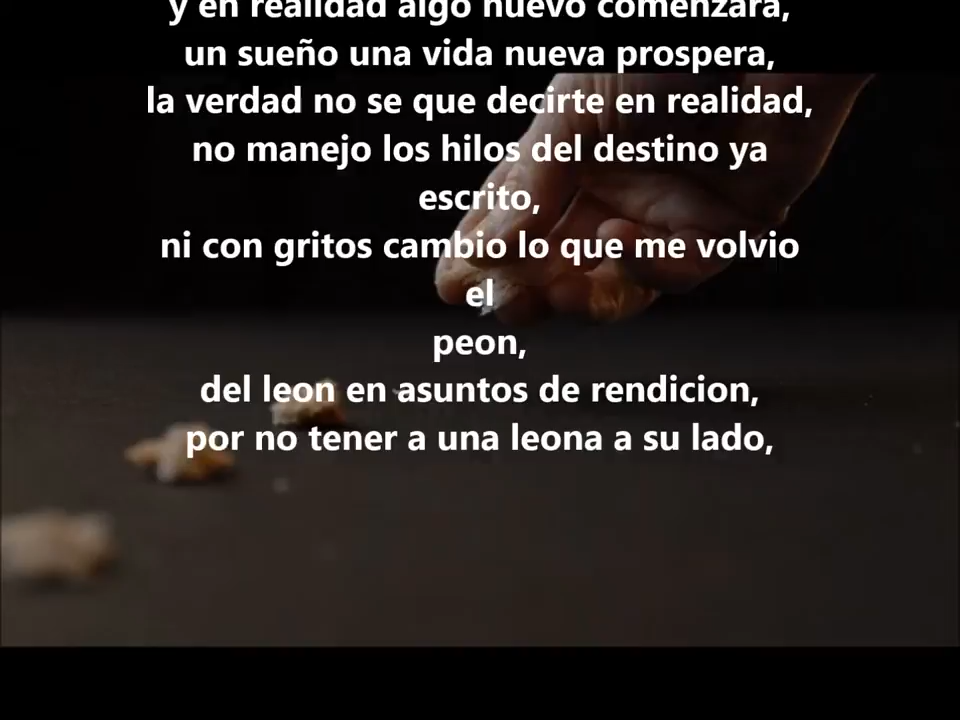 y en realidad algo nuevo comenzara,
un sueño una vida nueva prospera,
la verdad no se que decirte en realidad,
no manejo los hilos del destino ya
escrito,
ni con gritos cambio lo que me volvio
el
peon,
del leon en asuntos de rendicion,
por no tener a una leona a su lado,